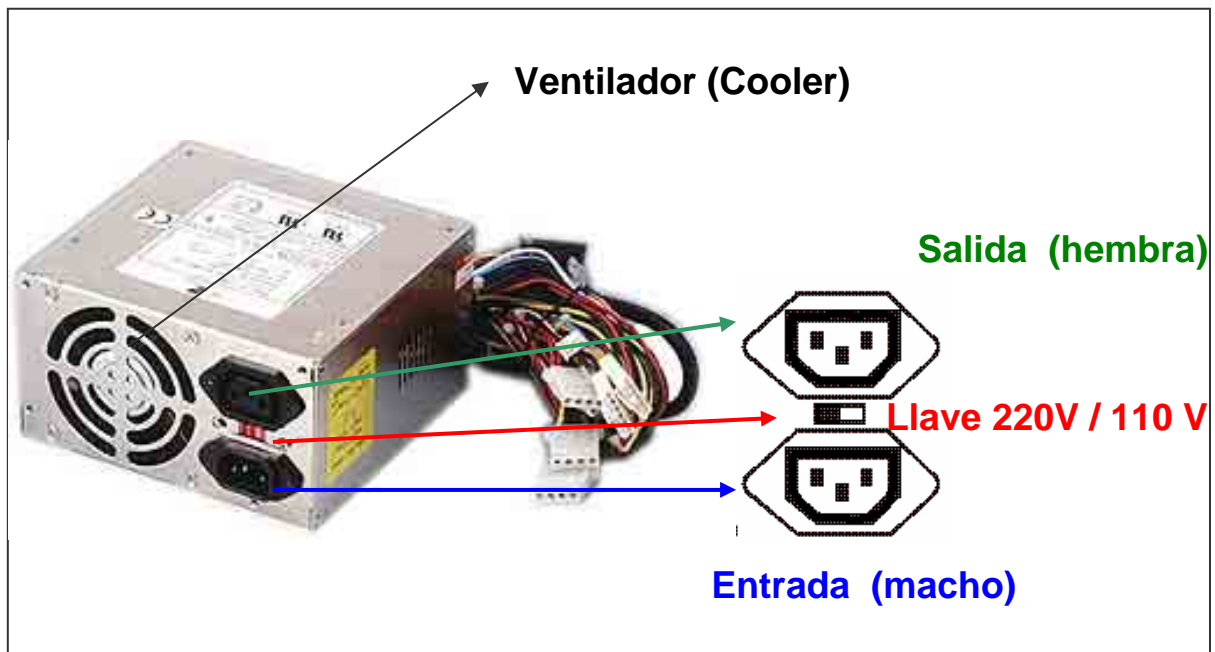 Ventilador (Cooler)
Salida (hembra)
Llave 220V / 110 V
Entrada (macho)